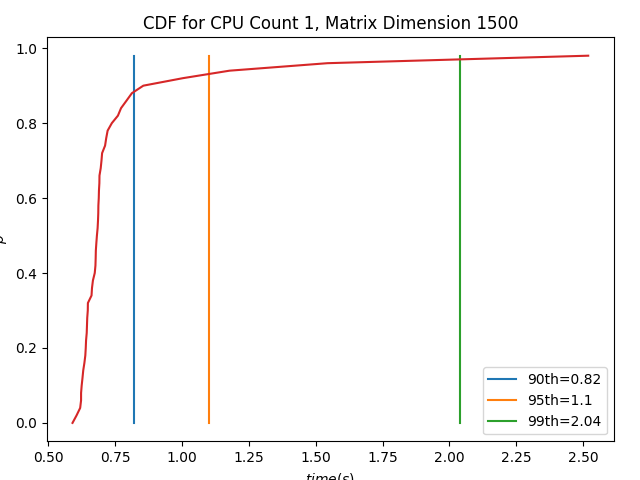 CDF for CPU Count 1, Matrix Dimension 1500
1.0
0.8
0.6
0.4
0.2
0.0
90th=0.82
95th=1.1
99th=2.04
0.50 0.75 1.00 1.25 1.50 1.75 2.00 2.25 2.50
time(s)